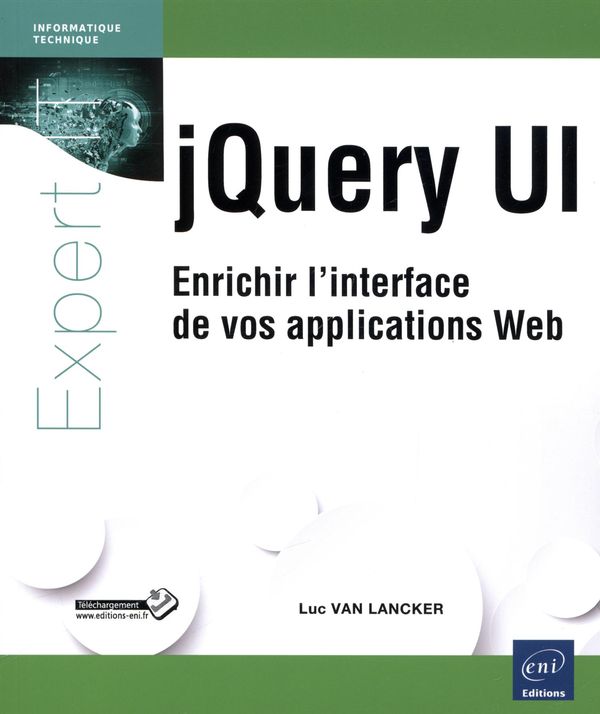 INFORMATIQUE
TECHNIQUE
Expert IT
jQuery UI
Enrichir l'interface
de vos applications Web
Téléchargement
www.editions-eni.fr
Luc VAN LANCKER
eni
Editions